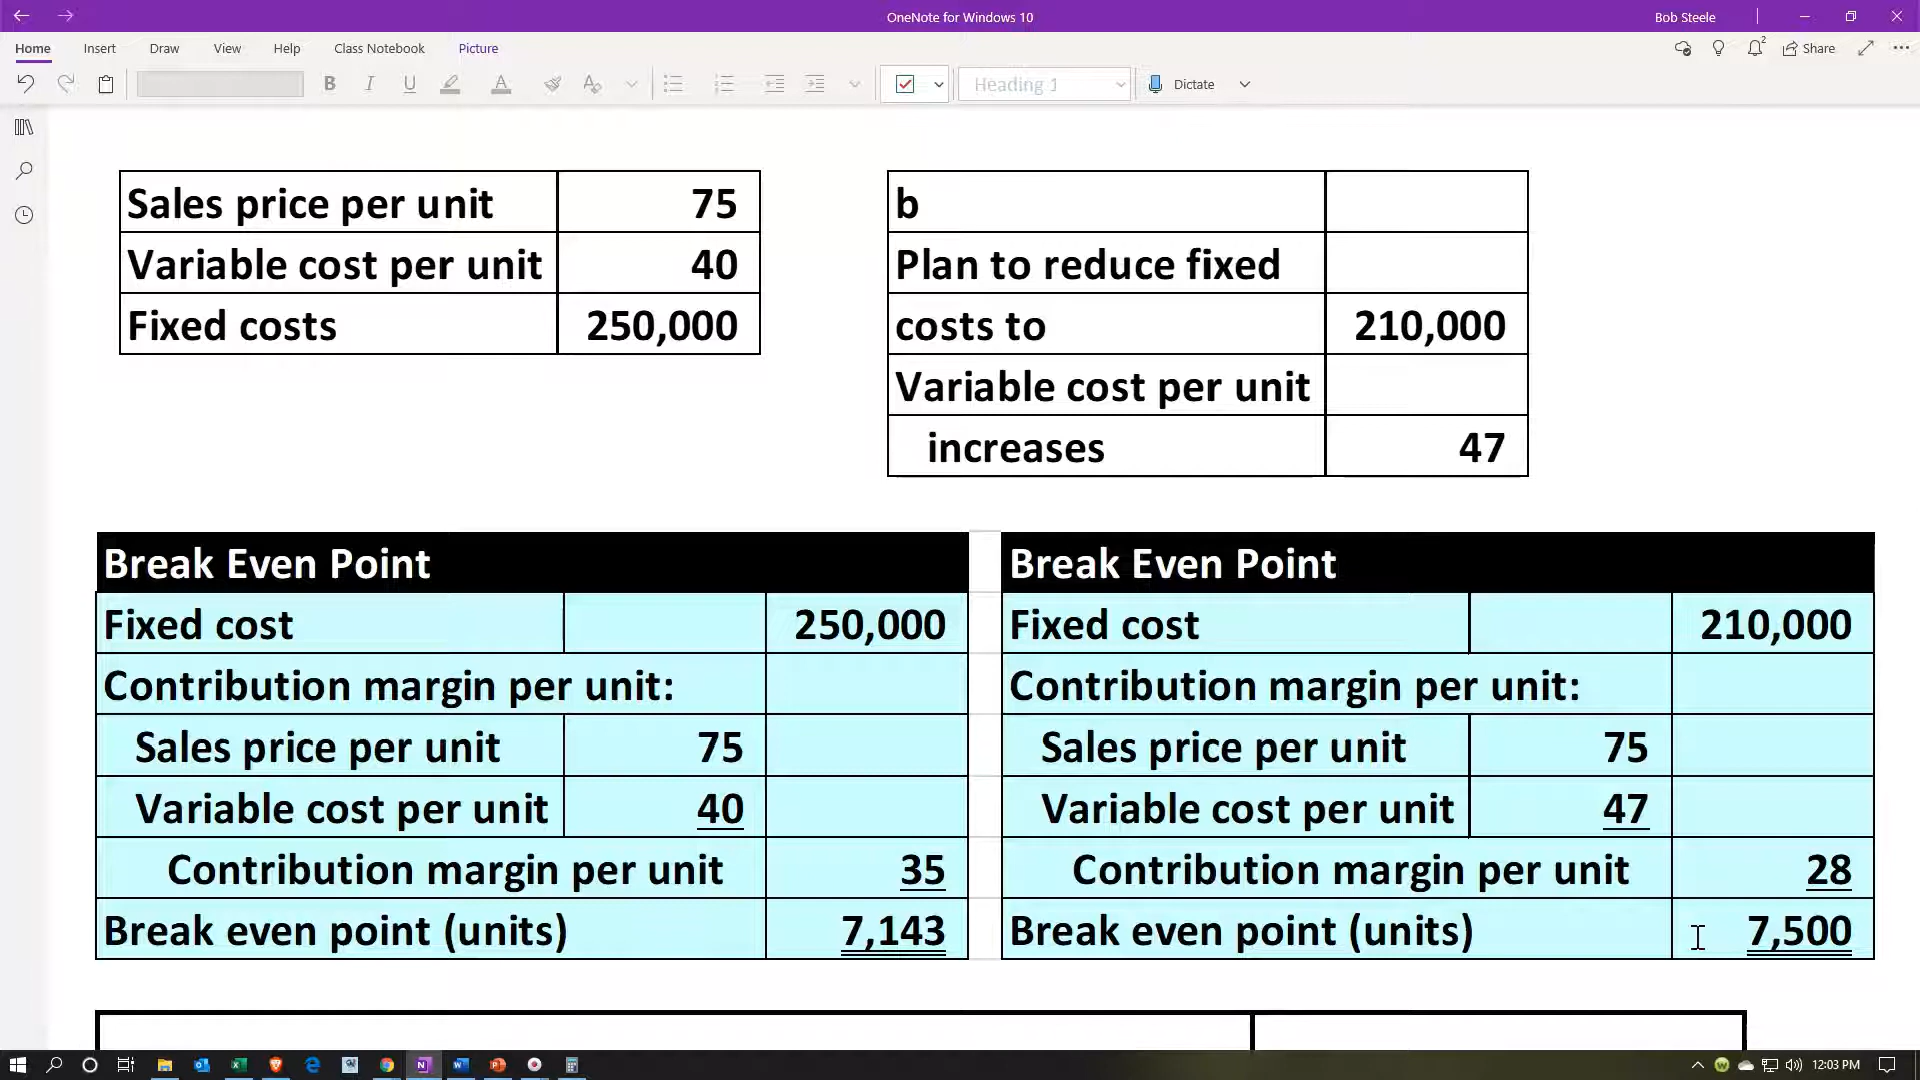 OneNote for Windows 10
Bob Steele
Home Insert Draw View Help Class Notebook Picture
2
Share
B I U A
Heading 1
Dictate
Sales price per unit 75
Variable cost per unit 40
Fixed costs 250,000
b
Plan to reduce fixed
costs to 210,000
Variable cost per unit
increases 47
Break Even Point
Fixed cost 250,000
Contribution margin per unit:
Sales price per unit 75
Variable cost per unit 40
Contribution margin per unit 35
Break even point (units) 7,143
Break Even Point
Fixed cost 210,000
Contribution margin per unit:
Sales price per unit 75
Variable cost per unit 47
Contribution margin per unit 28
Break even point (units) 7,500
12:03 PM